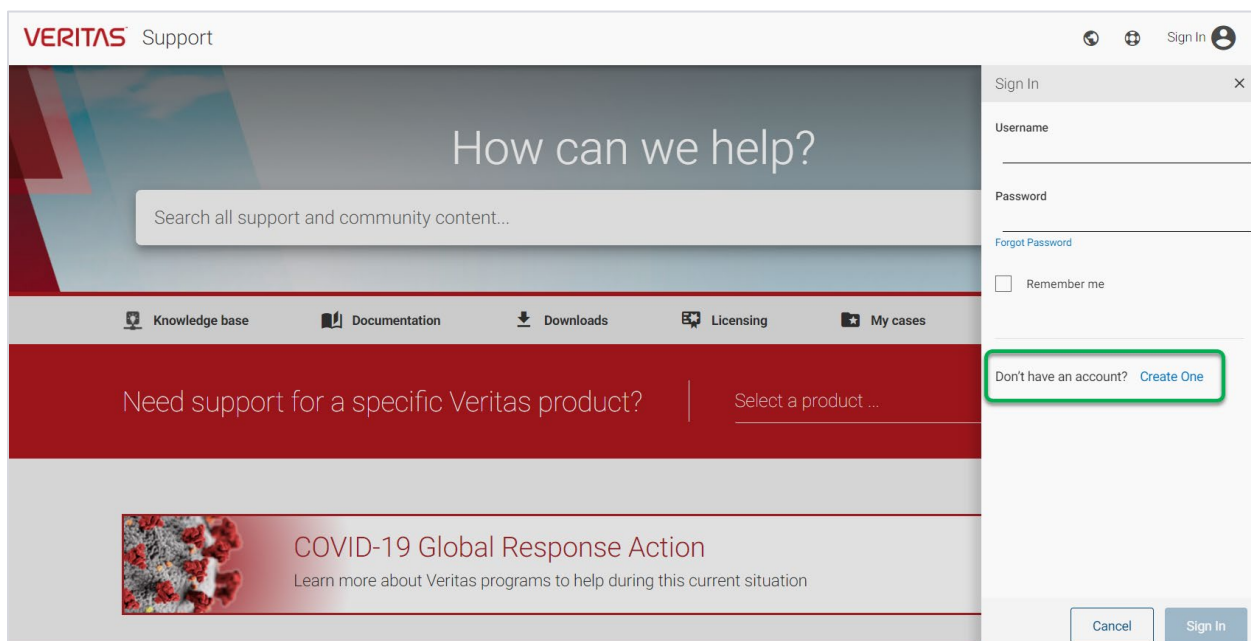 VERITAS Support
Sign In
Sign In
Username
How can we help?
Password
Search all support and community content...
Forgot Password
Remember me
Knowledge base Documentation Downloads Licensing My cases
Don't have an account? Create One
Need support for a specific Veritas product? Select a product ...
COVID-19 Global Response Action
Learn more about Veritas programs to help during this current situation
Cancel Sign In